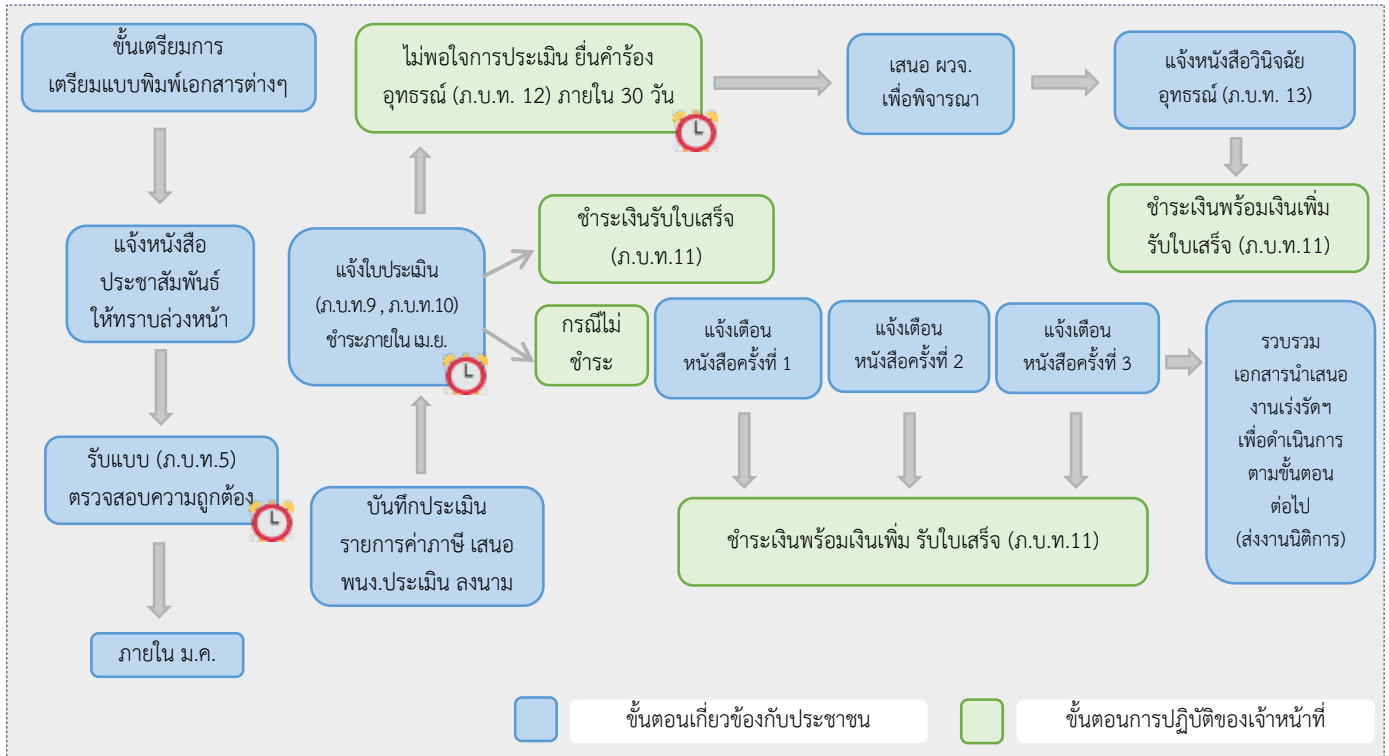 ขั้นเตรียมการ
เตรียมแบบพิมพ์เอกสารต่างๆ
แจ้งหนังสือ
ประชาสัมพันธ์
ให้ทราบล่วงหน้า
รับแบบ (ภ.บ.ท.5)
ตรวจสอบความถูกต้อง
ภายใน ม.ค.
บันทึกประเมิน
รายการค่าภาษี เสนอ
พนง.ประเมิน ลงนาม
แจ้งใบประเมิน
(ภ.บ.ท.9 , ภ.บ.ท.10)
ชำระภายใน เม.ย.
ไม่พอใจการประเมิน ยื่นคำร้อง
อุทธรณ์ (ภ.บ.ท. 12) ภายใน 30 วัน
เสนอ ผวจ.
เพื่อพิจารณา
แจ้งหนังสือวินิจฉัย
อุทธรณ์ (ภ.บ.ท. 13)
ชำระเงินพร้อมเงินเพิ่ม
รับใบเสร็จ (ภ.บ.ท.11)
ชำระเงินรับใบเสร็จ
(ภ.บ.ท.11)
กรณีไม่
ชำระ
แจ้งเตือน
หนังสือครั้งที่ 1
แจ้งเตือน
หนังสือครั้งที่ 2
แจ้งเตือน
หนังสือครั้งที่ 3
ชำระเงินพร้อมเงินเพิ่ม รับใบเสร็จ (ภ.บ.ท.11)
รวบรวม
เอกสารนำเสนอ
งานเร่งรัดฯ
เพื่อดำเนินการ
ตามขั้นตอน
ต่อไป
(ส่งงานนิติการ)
ขั้นตอนเกี่ยวข้องกับประชาชน
ขั้นตอนการปฏิบัติของเจ้าหน้าที่